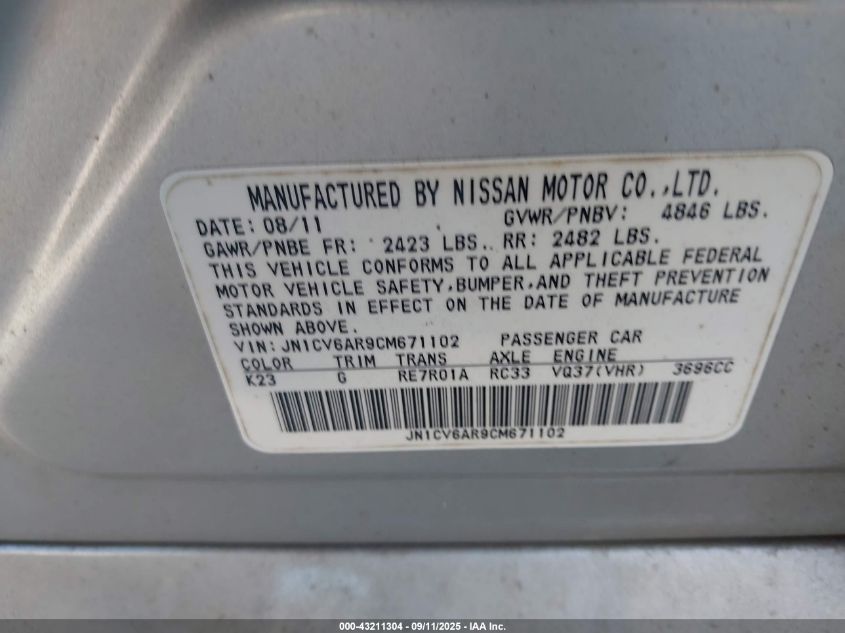 MANUFACTURED BY NISSAN MOTOR CO.,LTD.
DATE: 08/11 GVWR/PNBV: 4846 LBS.
GAWR/PNBE FR: 2423 LBS. RR: 2482 LBS.
THIS VEHICLE CONFORMS TO ALL APPLICABLE FEDERAL
MOTOR VEHICLE SAFETY,BUMPER,AND THEFT PREVENTION
STANDARDS IN EFFECT ON THE DATE OF MANUFACTURE
SHOWN ABOVE.
VIN: JN1CV6AR9CM671102 PASSENGER CAR
COLOR TRIM TRANS AXLE ENGINE
K23 G RE7R01A RC33 VQ37(VHR) 3696CC
JN1CV6AR9CM671102
000-43211304 - 09/11/2025 - IAA Inc.